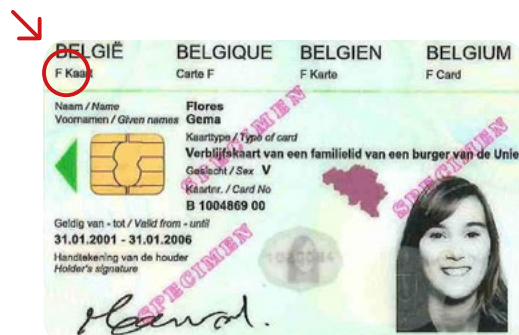 BELGIË BELGIQUE BELGIEN BELGIUM
F Kaart Carte F F Karte F Card
Naam / Name Flores
Voornamen / Given names Gema
Kaarttype / Type of card
Verblijfskaart van een familielid van een burger van de Unie
Geslacht / Sex V
Kaartnr. / Card No
B 1004869 00
Geldig van - tot / Valid from - until
31.01.2001 - 31.01.2006
Handtekening van de houder
Holder's signature
SPECIMEN
SPECIMEN
SPECIMEN
SPECIMEN